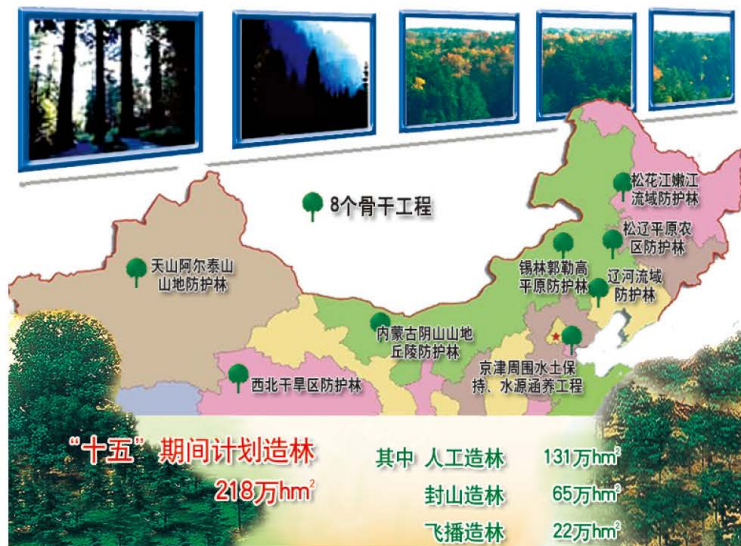 8个骨干工程
松花江嫩江
流域防护林
松辽平原农
区防护林
天山阿尔泰山
山地防护林
锡林郭勒高
平原防护林
辽河流域
防护林
内蒙古阴山山地
丘陵防护林
京津周围水土保
持、水源涵养工程
西北干旱区防护林
“十五”期间计划造林
218万hm²
其中 人工造林 131万hm²
封山造林 65万hm²
飞播造林 22万hm²